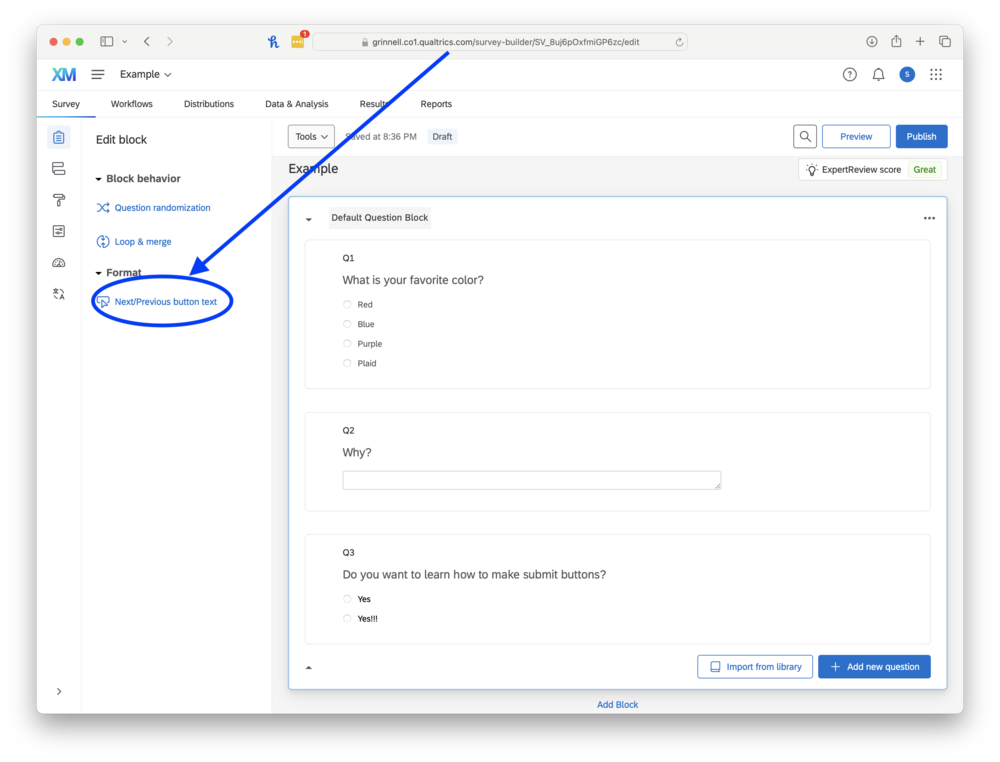 1
grinnell.co1.qualtrics.com/survey-builder/SV_8uj6pOxfmiGP6zc/edit
XM Example ? S
Survey Workflows Distributions Data & Analysis Results Reports
Edit block
Tools Saved at 8:36 PM Draft Preview Publish
Example
ExpertReview score Great
Block behavior
Question randomization
Loop & merge
Format
Next/Previous button text
Default Question Block
Q1
What is your favorite color?
Red
Blue
Purple
Plaid
Q2
Why?
Q3
Do you want to learn how to make submit buttons?
Yes
Yes!!!
Import from library
Add new question
Add Block